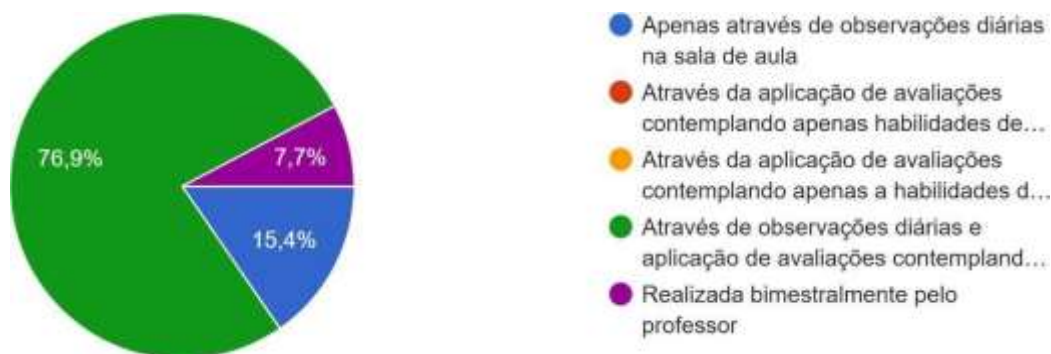 76,9%
7,7%
15,4%
Apenas através de observações diárias
na sala de aula
Através da aplicação de avaliações
contemplando apenas habilidades de…
Através da aplicação de avaliações
contemplando apenas a habilidades d…
Através de observações diárias e
aplicação de avaliações contempland…
Realizada bimestralmente pelo
professor